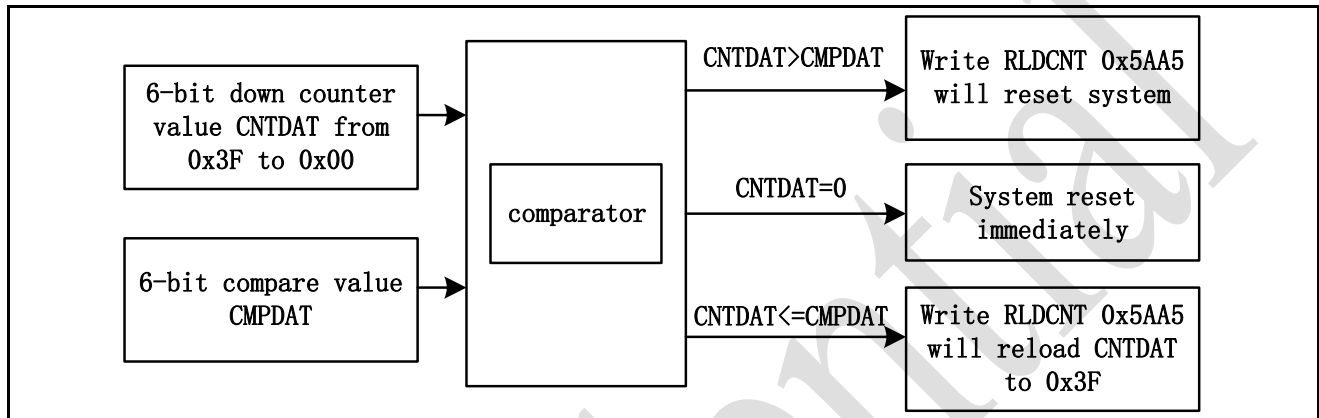 6-bit down counter
value CNTDAT from
0x3F to 0x00
6-bit compare value
CMPDAT
comparator
CNTDAT>CMPDAT
Write RLDCNT 0x5AA5
will reset system
CNTDAT=0
System reset
immediately
CNTDAT<=CMPDAT
Write RLDCNT 0x5AA5
will reload CNTDAT
to 0x3F
ential